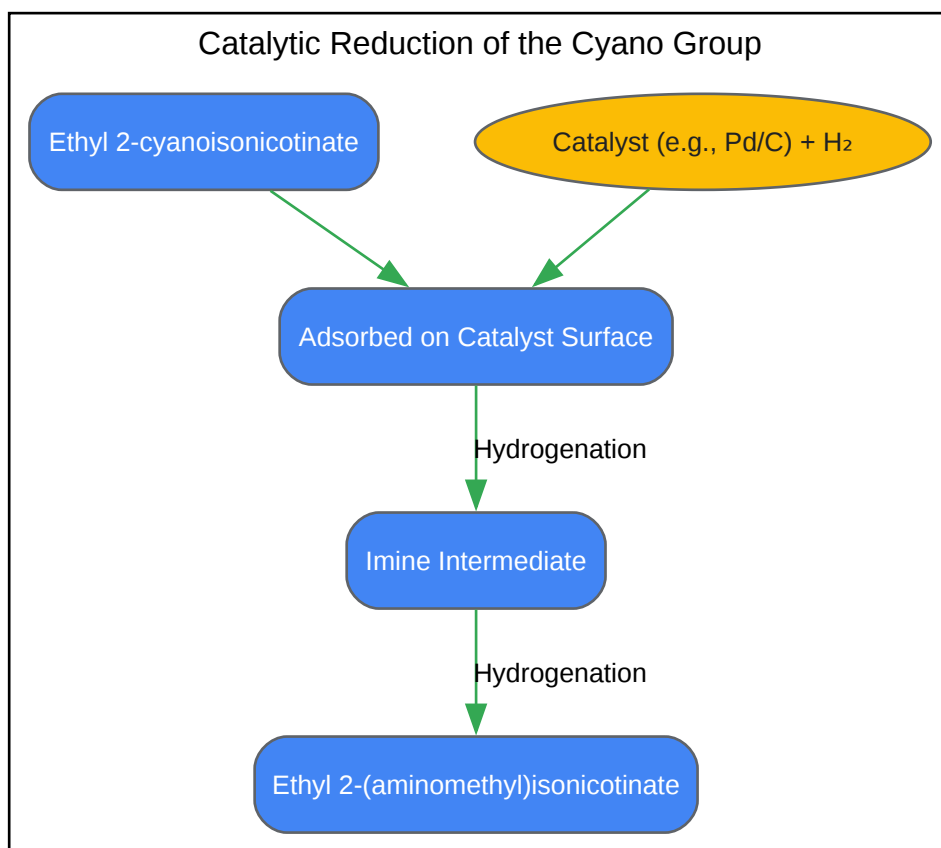 Catalytic Reduction of the Cyano Group
Ethyl 2-cyanoisonicotinate
Catalyst (e.g., Pd/C) + H₂
Adsorbed on Catalyst Surface
Hydrogenation
Imine Intermediate
Hydrogenation
Ethyl 2-(aminomethyl)isonicotinate